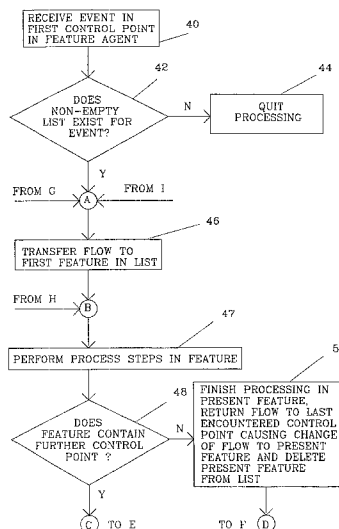 RECEIVE EVENT IN
FIRST CONTROL POINT
IN FEATURE AGENT
40
42
DOES
NON-EMPTY
LIST EXIST FOR
EVENT?
N
44
QUIT
PROCESSING
Y
FROM G
A
FROM I
46
TRANSFER FLOW TO
FIRST FEATURE IN LIST
FROM H
B
47
PERFORM PROCESS STEPS IN FEATURE
48
DOES
FEATURE CONTAIN
FURTHER CONTROL
POINT ?
N
5
FINISH PROCESSING IN
PRESENT FEATURE,
RETURN FLOW TO LAST
ENCOUNTERED CONTROL
POINT CAUSING CHANGE
OF FLOW TO PRESENT
FEATURE AND DELETE
PRESENT FEATURE
FROM LIST
Y
C TO E
TO F D